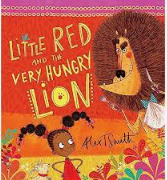 LITTLE RED
AND THE
VERY HUNGRY
LION
Alex T Smith